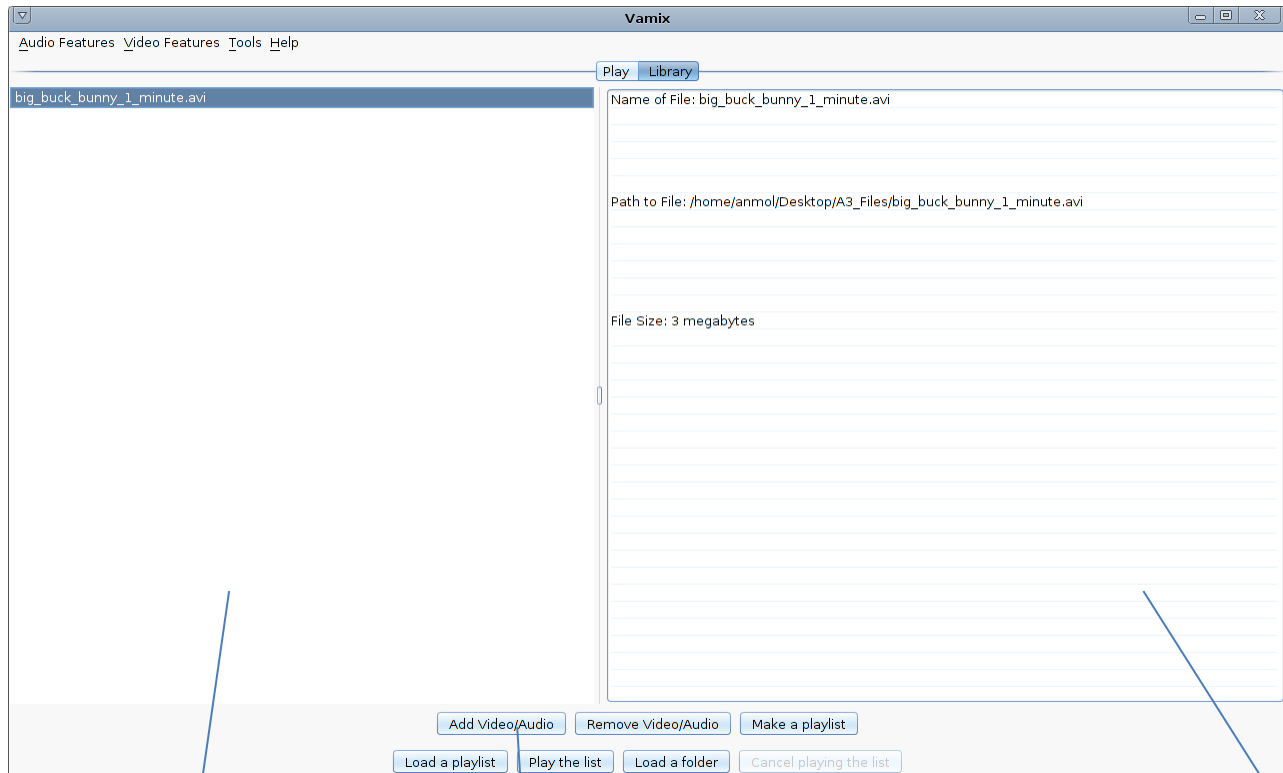 Vamix
Audio Features Video Features Tools Help
Play Library
big_buck_bunny_1_minute.avi
Name of File: big_buck_bunny_1_minute.avi
Path to File: /home/anmol/Desktop/A3_Files/big_buck_bunny_1_minute.avi
File Size: 3 megabytes
Add Video/Audio Remove Video/Audio Make a playlist
Load a playlist Play the list Load a folder Cancel playing the list